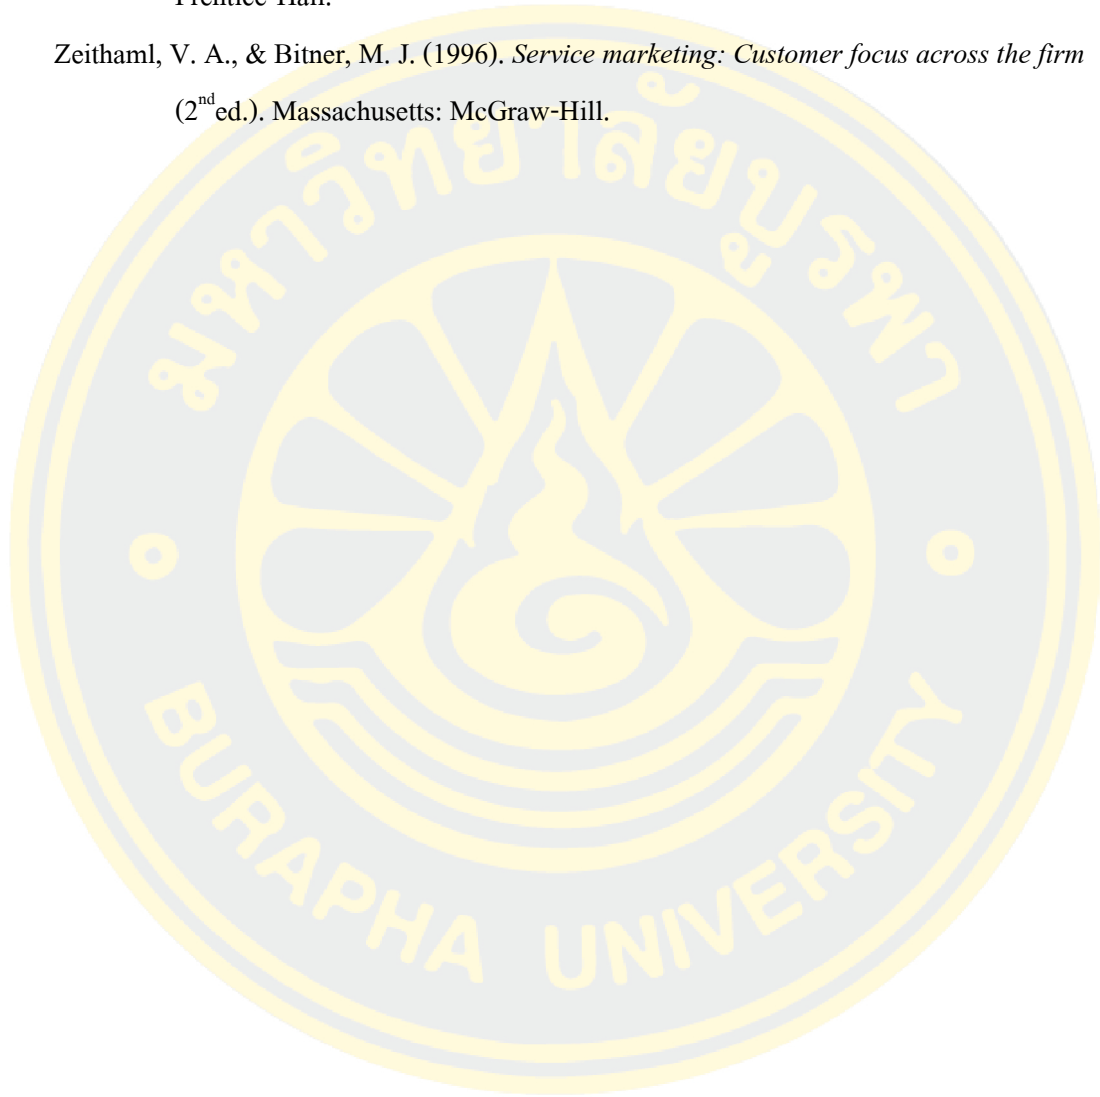 Prentice-Hall.
Zeithaml, V. A., & Bitner, M. J. (1996). Service marketing: Customer focus across the firm
(2nd ed.). Massachusetts: McGraw-Hill.
มหาวิทยาลัยบูรพา
BURAPHA UNIVERSITY